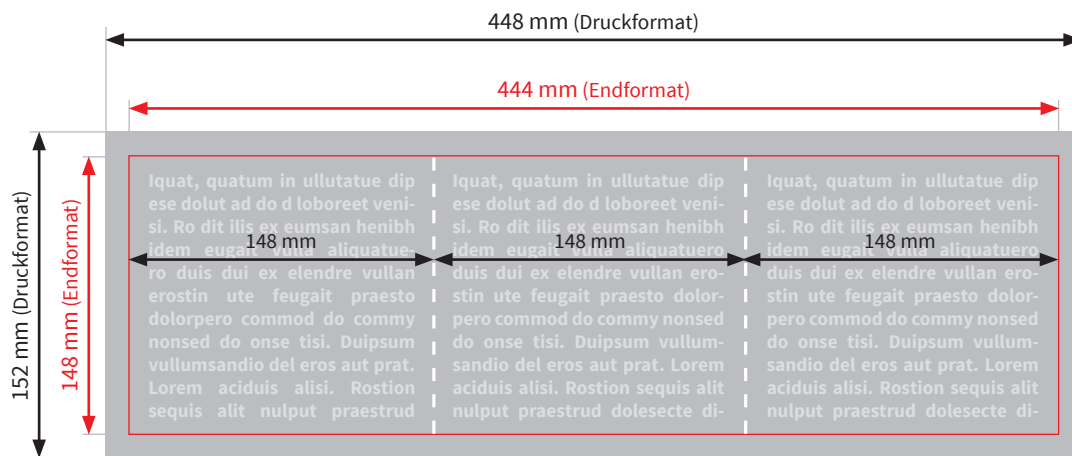 448 mm (Druckformat)
444 mm (Endformat)
152 mm (Druckformat)
148 mm (Endformat)
Iquat, quatum in ullutatue dip
ese dolut ad do d loboreet veni-
si. Ro dit ilis ex eumsan henibh
idem eugait vulla aliquatue-
ro duis dui ex elendre vullan
erostin ute feugait praesto
dolorpero commod do commy
nonsed do onse tisi. Duipsum
vullumsandio del eros aut prat.
Lorem aciduis alisi. Rostion
sequis alit nulput praestrud
148 mm
Iquat, quatum in ullutatue dip
ese dolut ad do d loboreet veni-
si. Ro dit ilis ex eumsan henibh
idem eugait vulla aliquatuero
duis dui ex elendre vullan ero-
stin ute feugait praesto dolor-
pero commod do commy nonsed
do onse tisi. Duipsum vullum-
sandio del eros aut prat. Lorem
aciduis alisi. Rostion sequis alit
nulput praestrud dolesecte di-
148 mm
Iquat, quatum in ullutatue dip
ese dolut ad do d loboreet veni-
si. Ro dit ilis ex eumsan henibh
idem eugait vulla aliquatuero
duis dui ex elendre vullan ero-
stin ute feugait praesto dolor-
pero commod do commy nonsed
do onse tisi. Duipsum vullum-
sandio del eros aut prat. Lorem
aciduis alisi. Rostion sequis alit
nulput praestrud dolesecte di-
148 mm